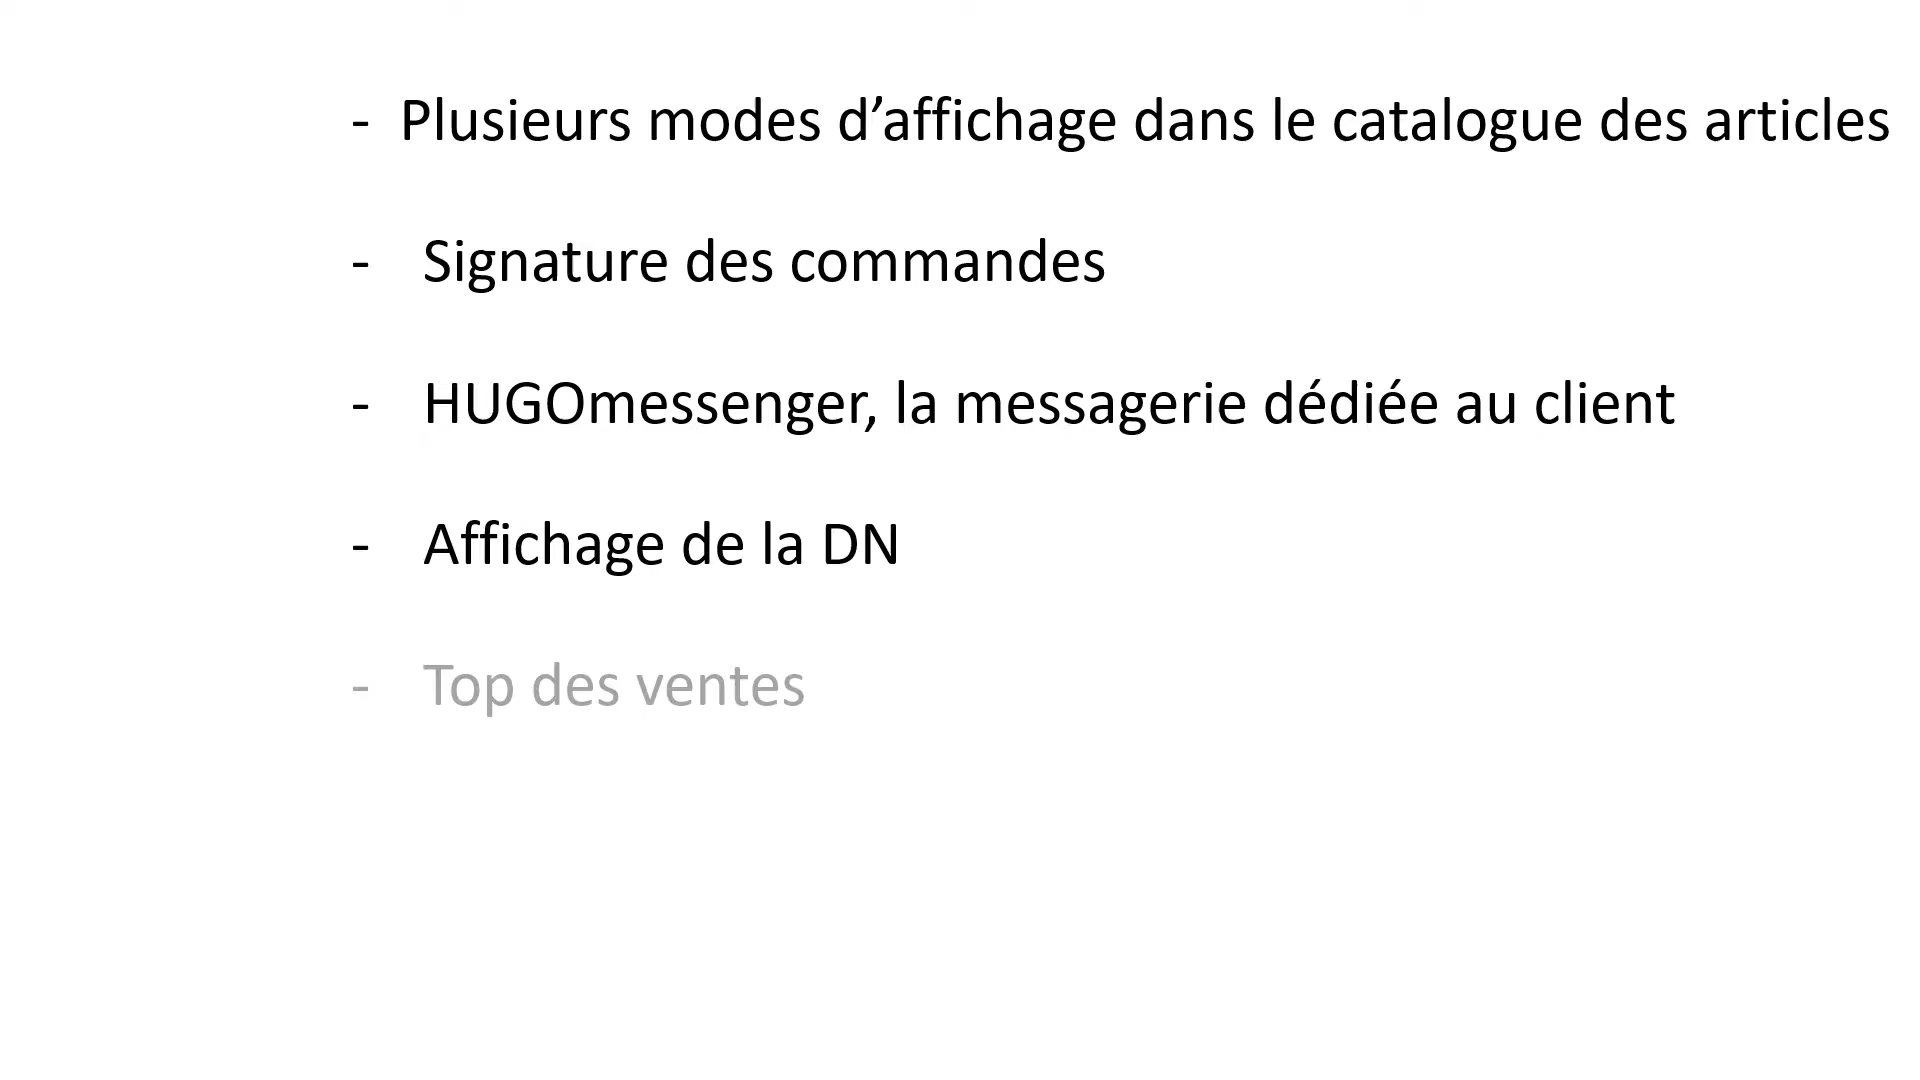 - Plusieurs modes d’affichage dans le catalogue des articles
- Signature des commandes
- HUGOmessenger, la messagerie dédiée au client
- Affichage de la DN
- Top des ventes